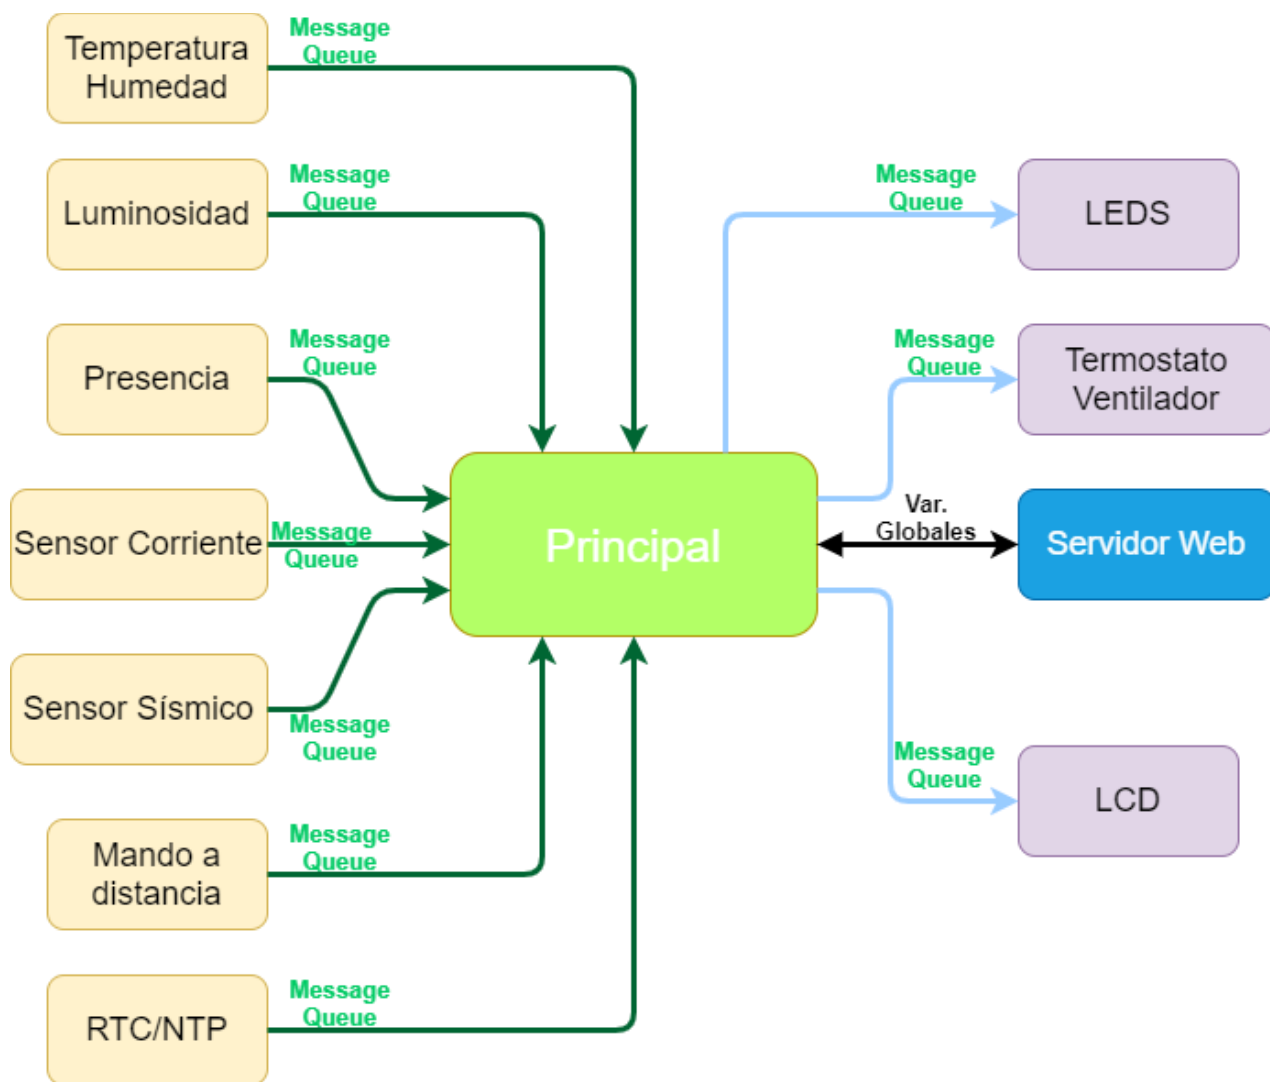 Temperatura
Humedad
Message
Queue
Luminosidad
Message
Queue
Message
Queue
LEDS
Presencia
Message
Queue
Message
Queue
Termostato
Ventilador
Sensor Corriente
Message
Queue
Principal
Var.
Globales
Servidor Web
Sensor Sísmico
Message
Queue
Message
Queue
LCD
Mando a
distancia
Message
Queue
RTC/NTP
Message
Queue